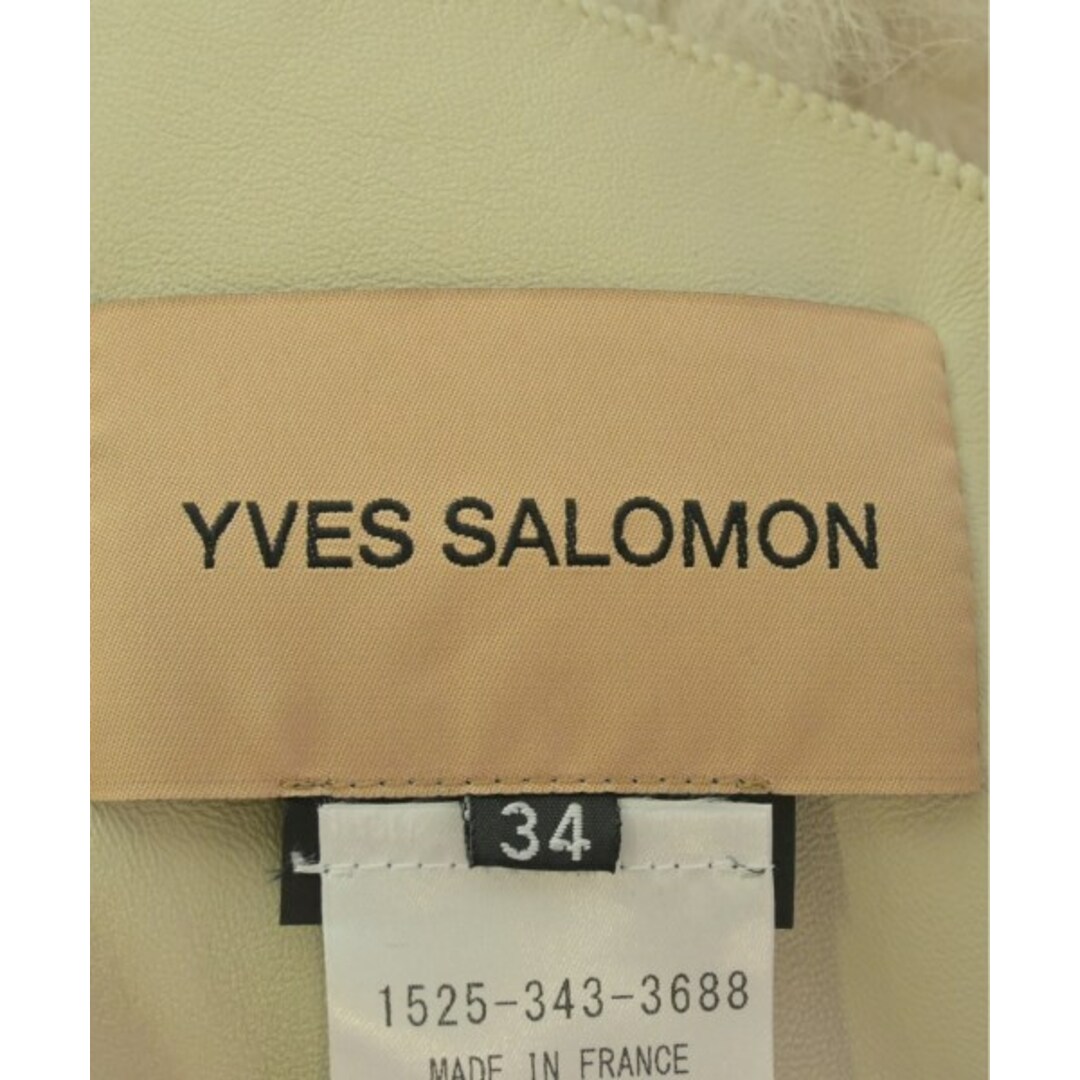 YVES SALOMON
34
1525-343-3688
MADE IN FRANCE